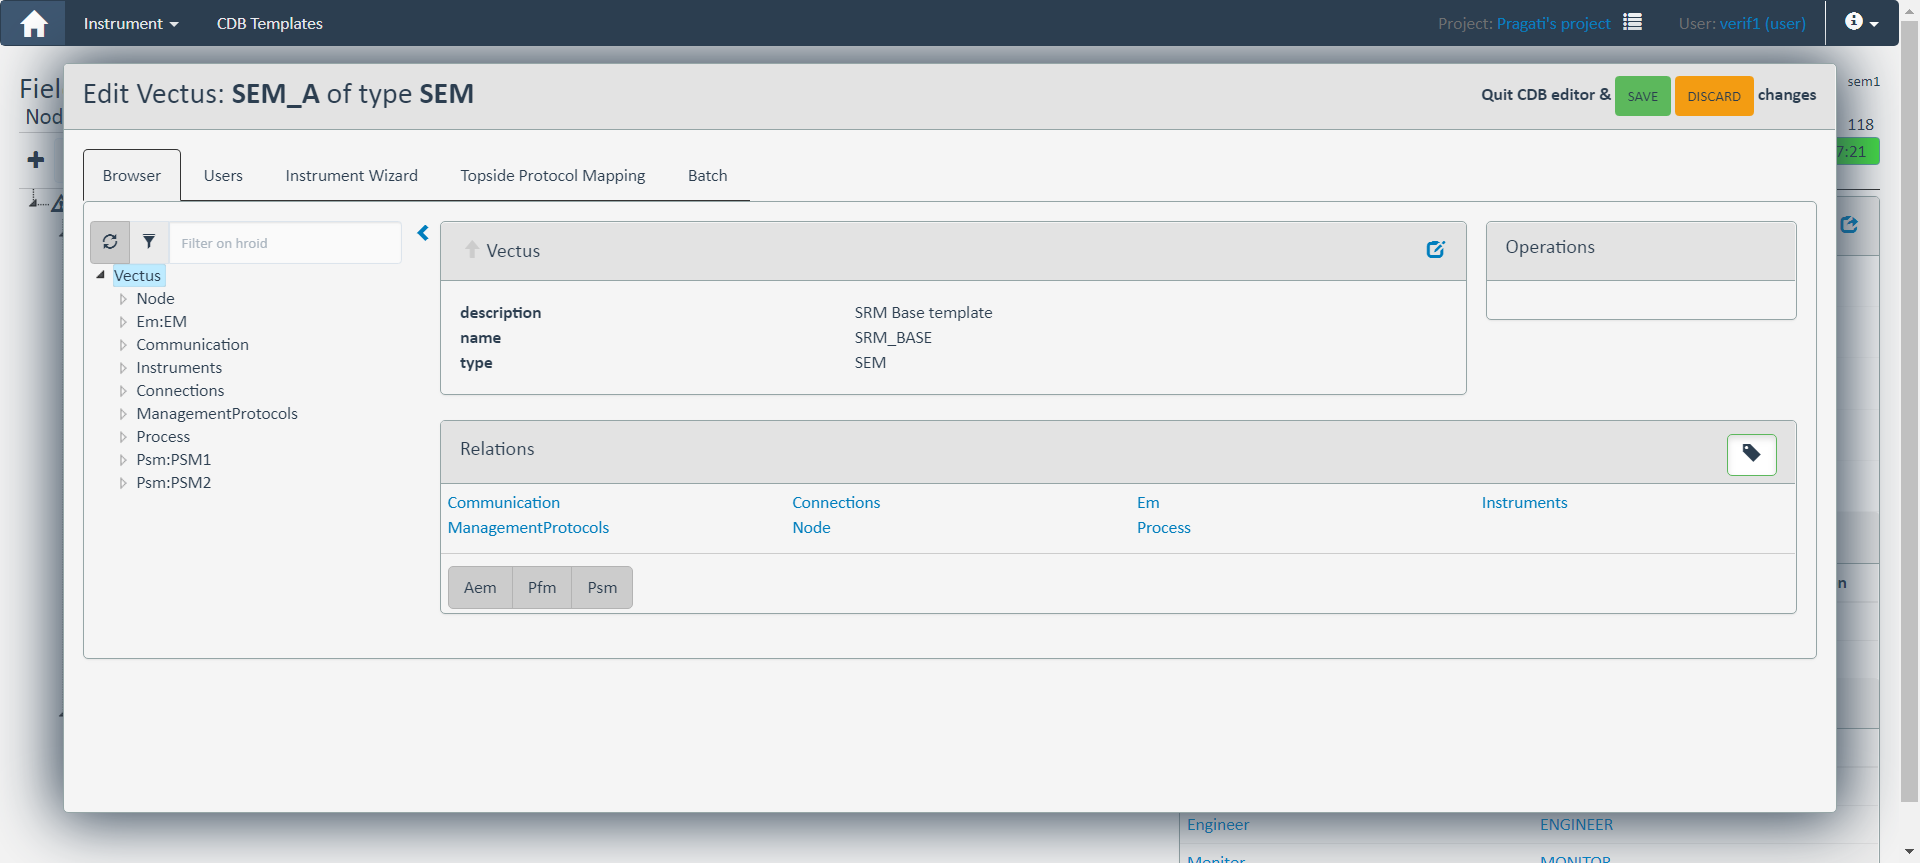 Instrument CDB Templates Project: Pragati's project User: verif1 (user)
sem1
118
7:21
Edit Vectus: SEM_A of type SEM
Quit CDB editor & SAVE DISCARD changes
Browser Users Instrument Wizard Topside Protocol Mapping Batch
Filter on hroid
Vectus
Node
Em:EM
Communication
Instruments
Connections
ManagementProtocols
Process
Psm:PSM1
Psm:PSM2
Vectus
description SRM Base template
name SRM_BASE
type SEM
Operations
Relations
Communication Connections Em Instruments
ManagementProtocols Node Process
Aem Pfm Psm
Engineer ENGINEER
Monitor MONITOR